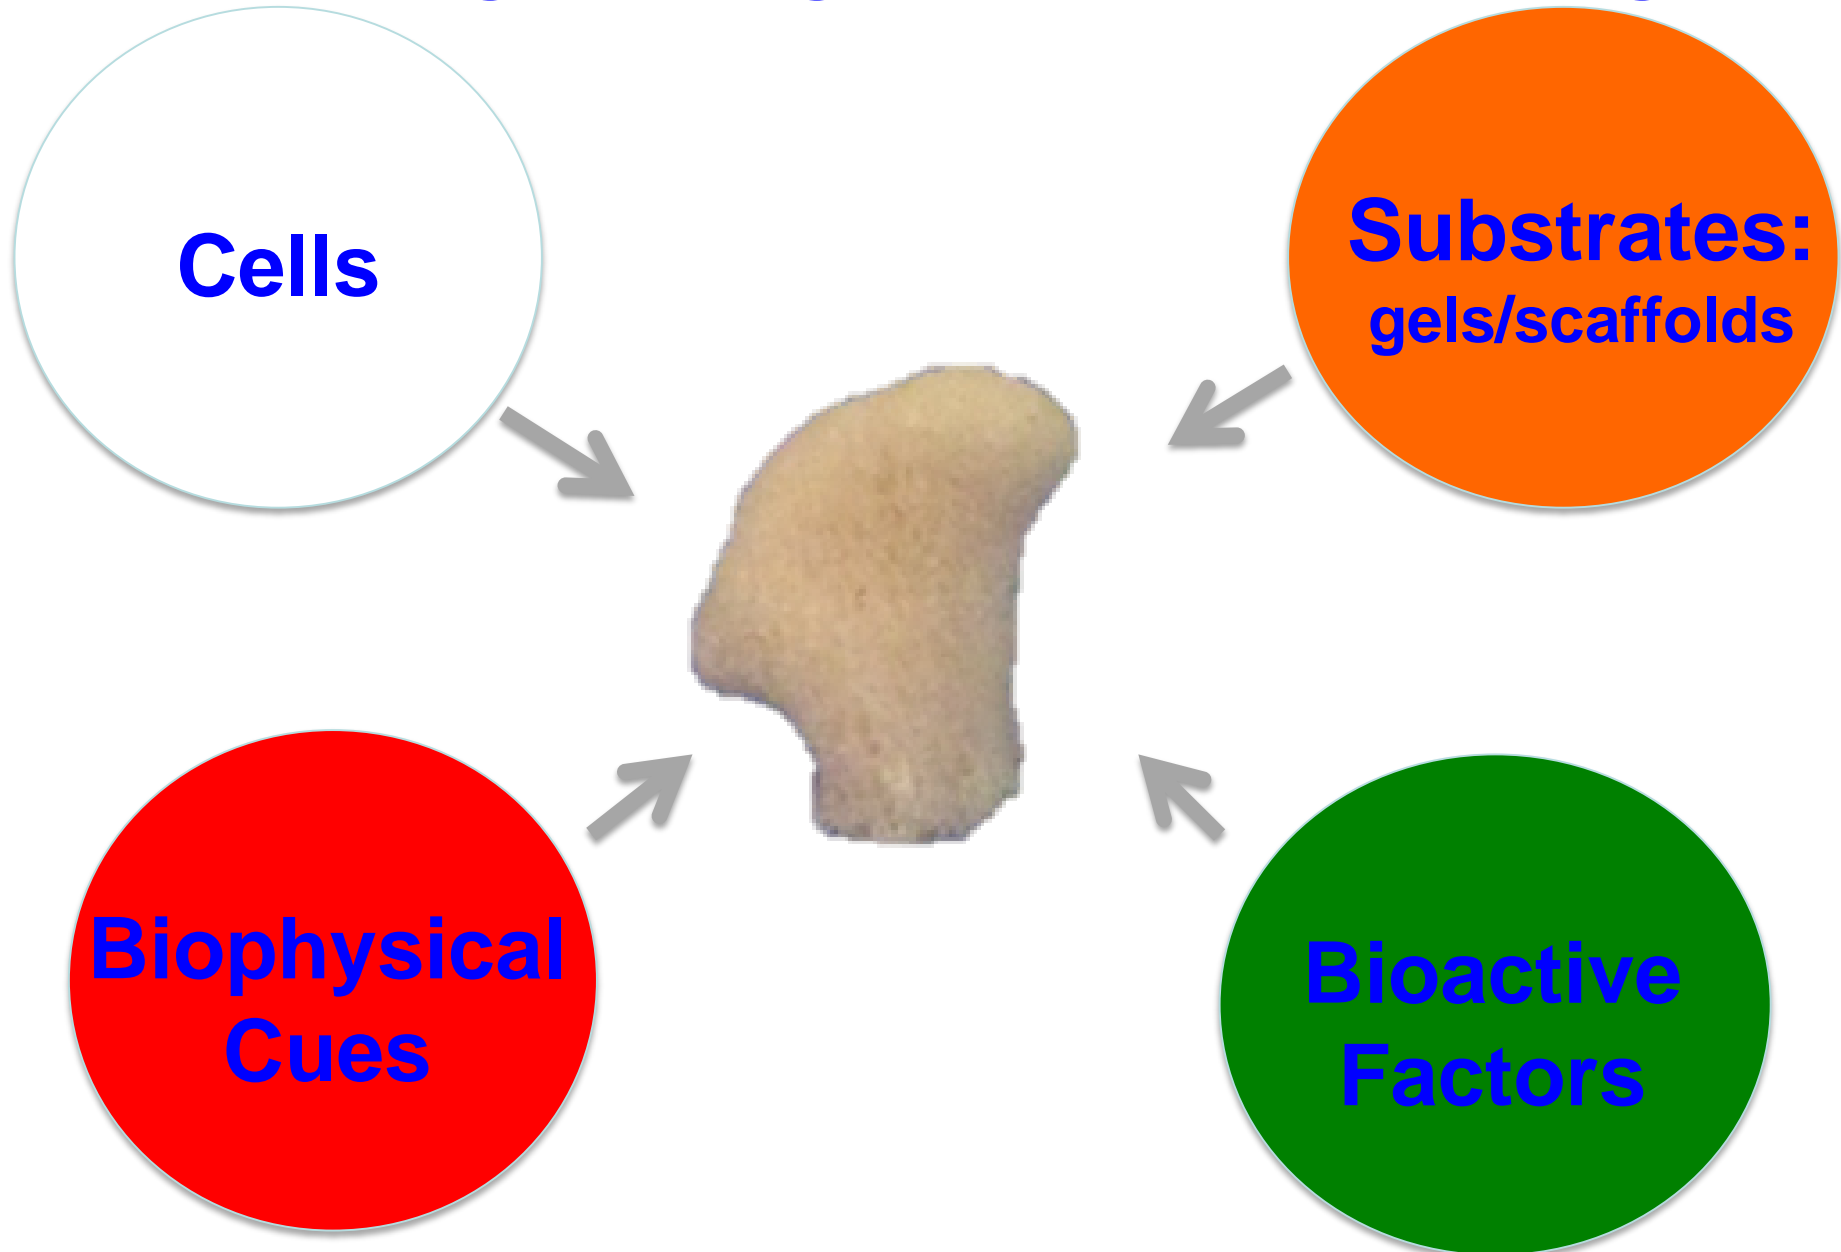 Cells
Substrates:
gels/scaffolds
Biophysical
Cues
Bioactive
Factors